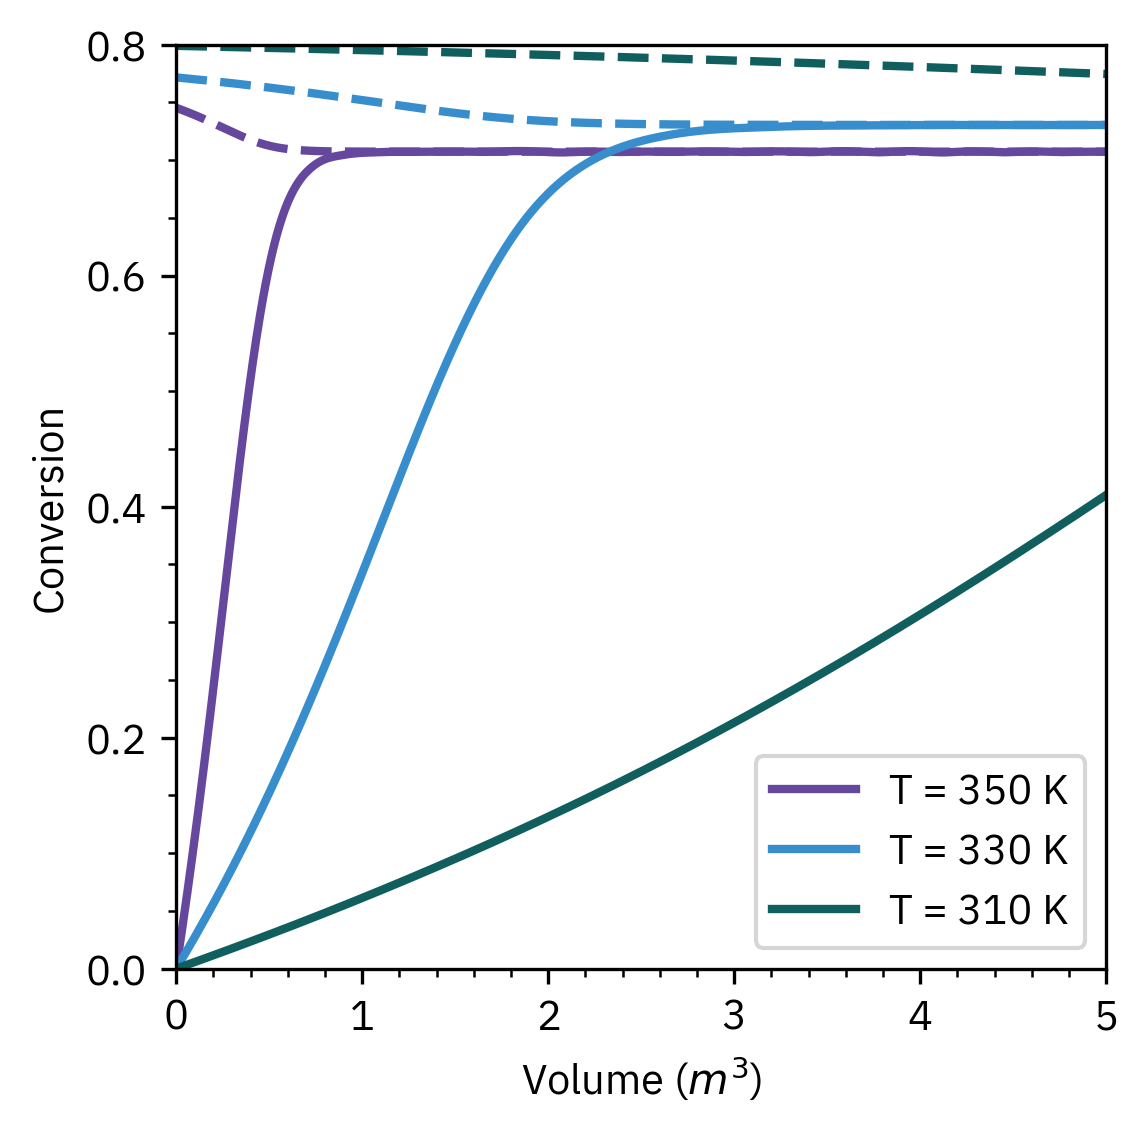 0.8
0.6
0.4
0.2
0.0
Conversion
0 1 2 3 4 5
Volume (m³)
T = 350 K
T = 330 K
T = 310 K